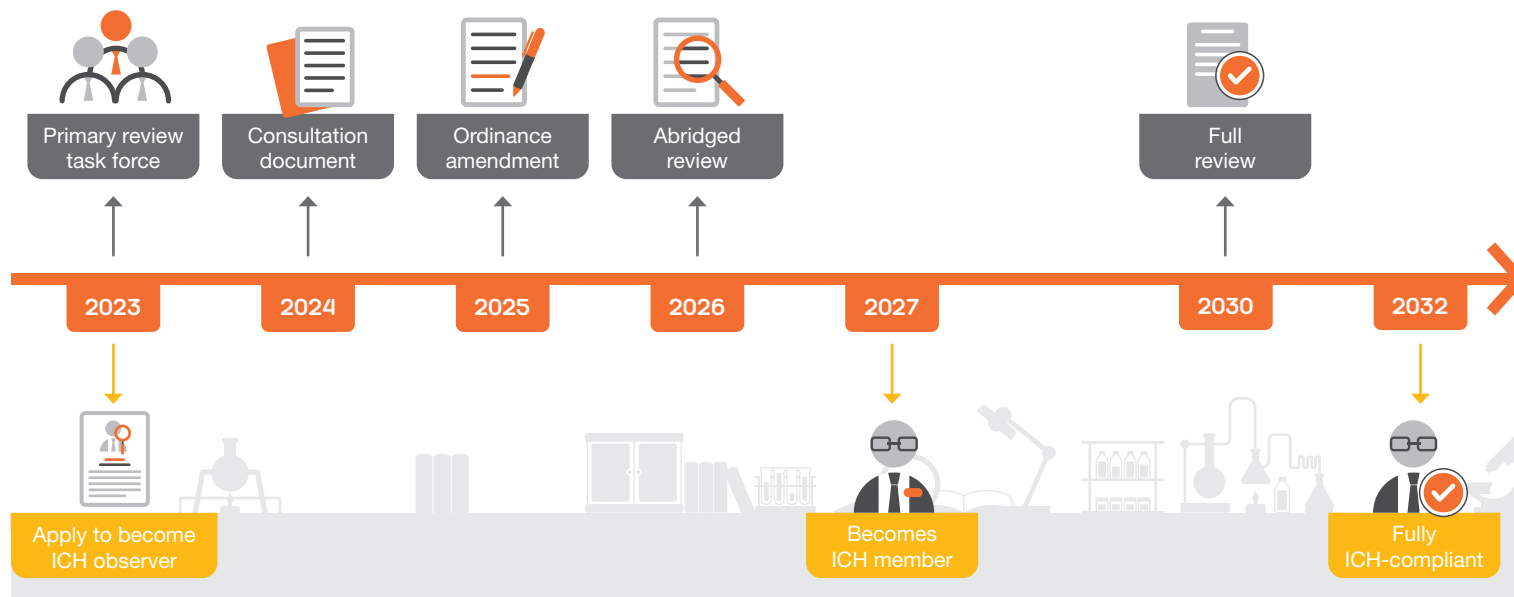 Primary review
task force
Consultation
document
Ordinance
amendment
Abridged
review
Full
review
2023
2024
2025
2026
2027
2030
2032
Apply to become
ICH observer
Becomes
ICH member
Fully
ICH-compliant